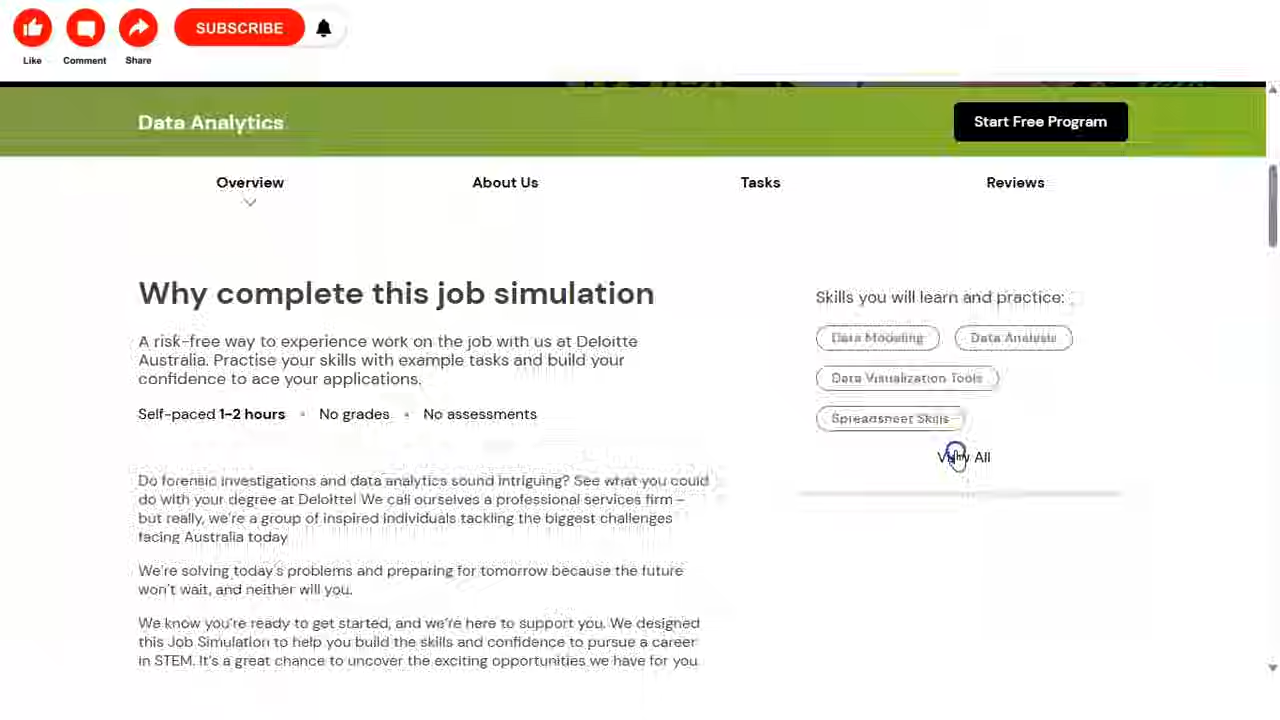 SUBSCRIBE
Like
Comment
Share
Data Analytics
Start Free Program
Overview
About Us
Tasks
Reviews
Why complete this job simulation
A risk-free way to experience work on the job with us at Deloitte
Australia. Practise your skills with example tasks and build your
confidence to ace your applications.
Self-paced 1-2 hours • No grades • No assessments
Do forensic investigations and data analytics sound intriguing? See what you could
do with your degree at Deloitte! We call ourselves a professional services firm –
but really, we're a group of inspired individuals tackling the biggest challenges
facing Australia today
We're solving today's problems and preparing for tomorrow because the future
won't wait, and neither will you.
We know you're ready to get started, and we're here to support you. We designed
this Job Simulation to help you build the skills and confidence to pursue a career
in STEM. It's a great chance to uncover the exciting opportunities we have for you
Skills you will learn and practice:
Data Modeling
Data Analysis
Data Visualization Tools
Spreadsheet Skills
View All